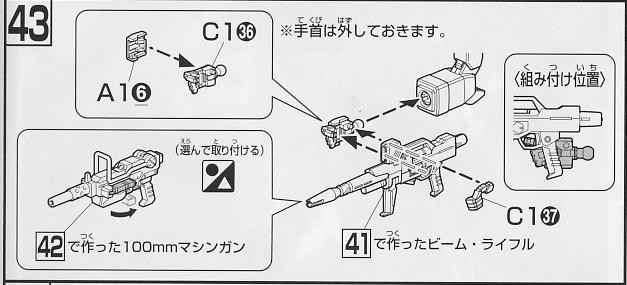 43
C1㊱
※手首は外しておきます。
A1❻
〈組み付け位置〉
(選んで取り付ける)
42で作った100mmマシンガン
41で作ったビーム・ライフル
C1㊲